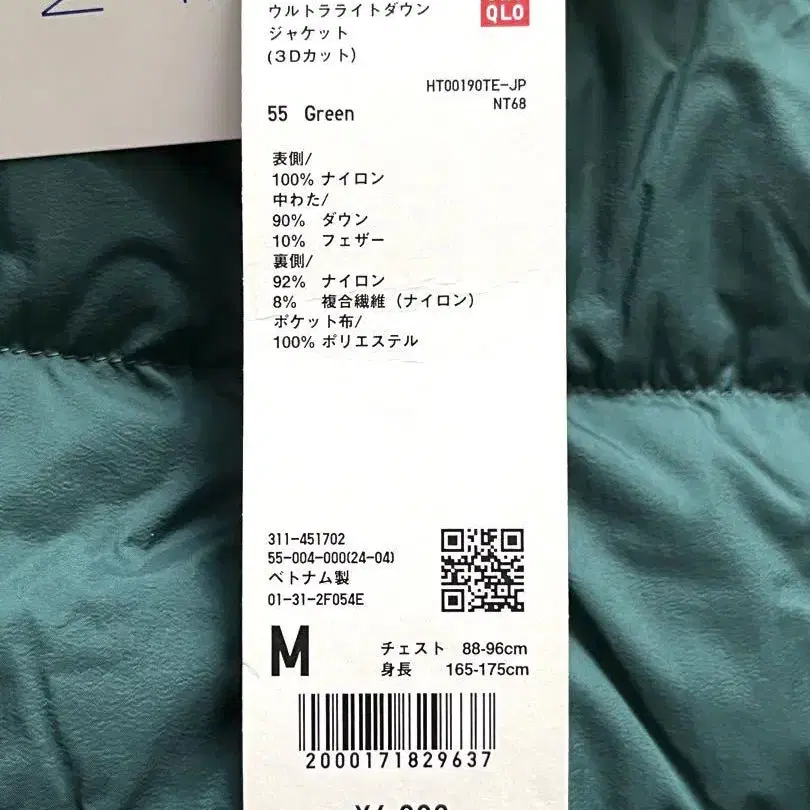 ウルトラライトダウン
ジャケット
(3Dカット)
QLO
HT00190TE-JP
NT68
55 Green
表側/
100% ナイロン
中わた/
90% ダウン
10% フェザー
裏側/
92% ナイロン
8% 複合繊維（ナイロン）
ポケット布/
100% ポリエステル
311-451702
55-004-000(24-04)
ベトナム製
01-31-2F054E
M
チェスト 88-96cm
身長 165-175cm
2000171829637